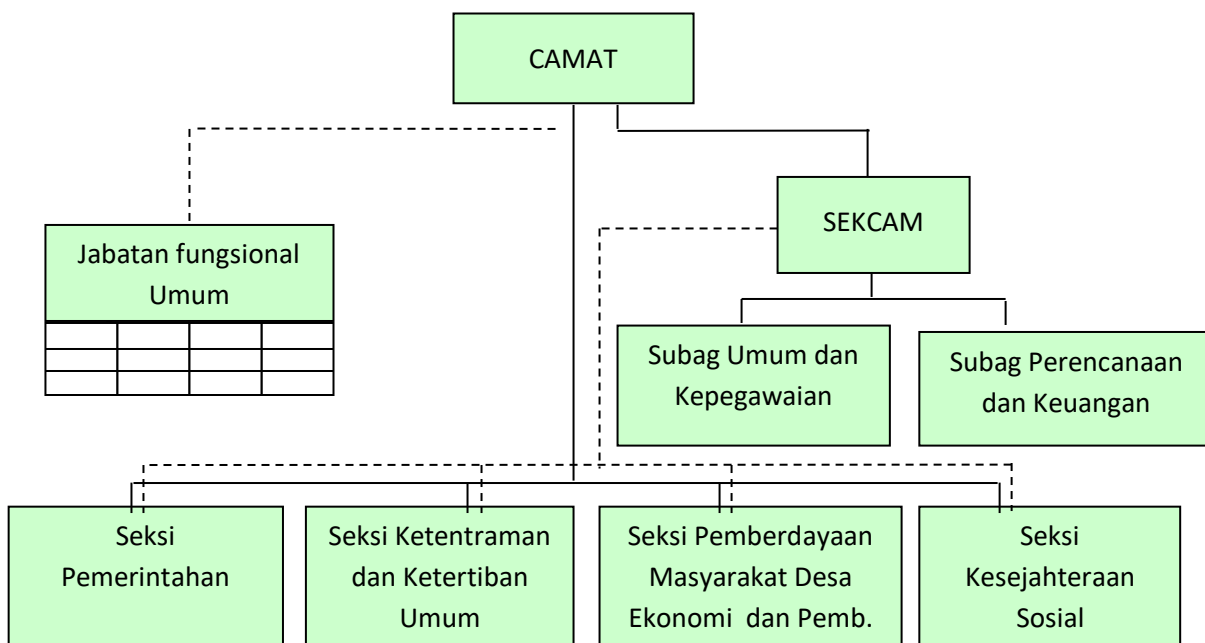 CAMAT
SEKCAM
Jabatan fungsional
Umum
Subag Umum dan
Kepegawaian
Subag Perencanaan
dan Keuangan
Seksi
Pemerintahan
Seksi Ketentraman
dan Ketertiban
Umum
Seksi Pemberdayaan
Masyarakat Desa
Ekonomi dan Pemb.
Seksi
Kesejahteraan
Sosial